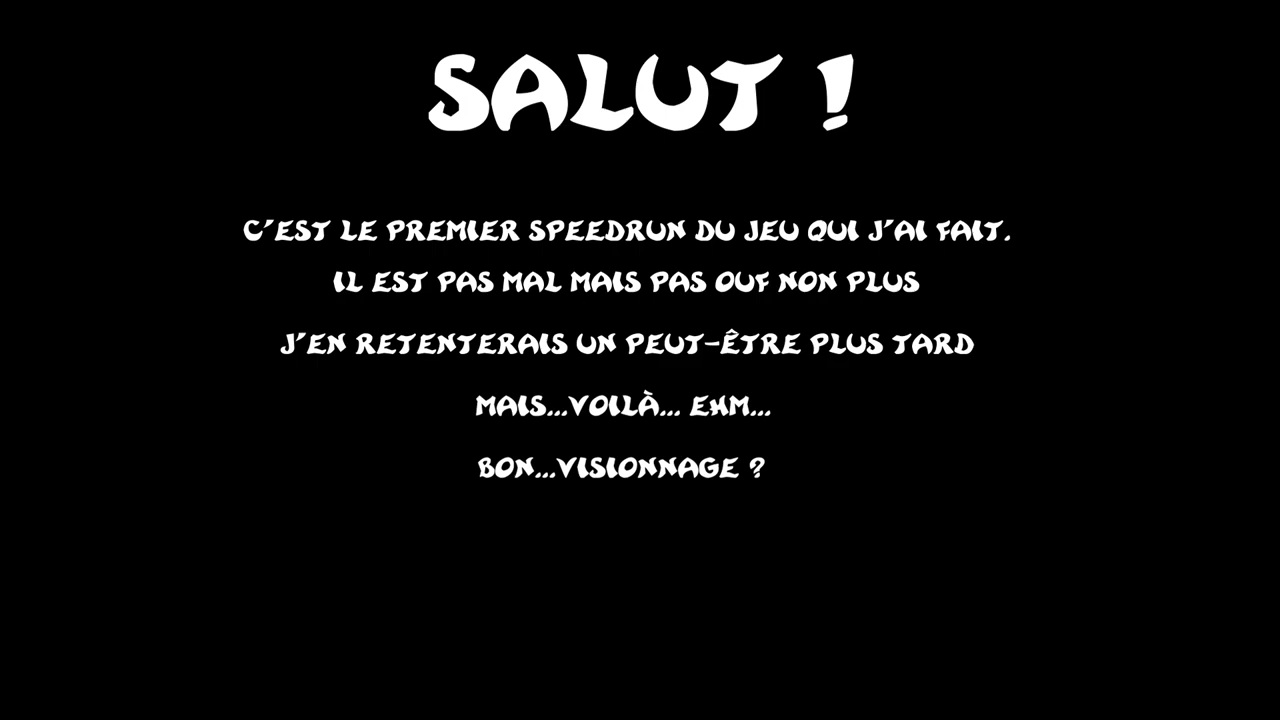 SALUT !
C'EST LE PREMIER SPEEDRUN DU JEU QUI J'AI FAIT.
IL EST PAS MAL MAIS PAS OUF NON PLUS
J'EN RETENTERAIS UN PEUT-ÊTRE PLUS TARD
MAIS...VOILÀ... EHM...
BON...VISIONNAGE ?